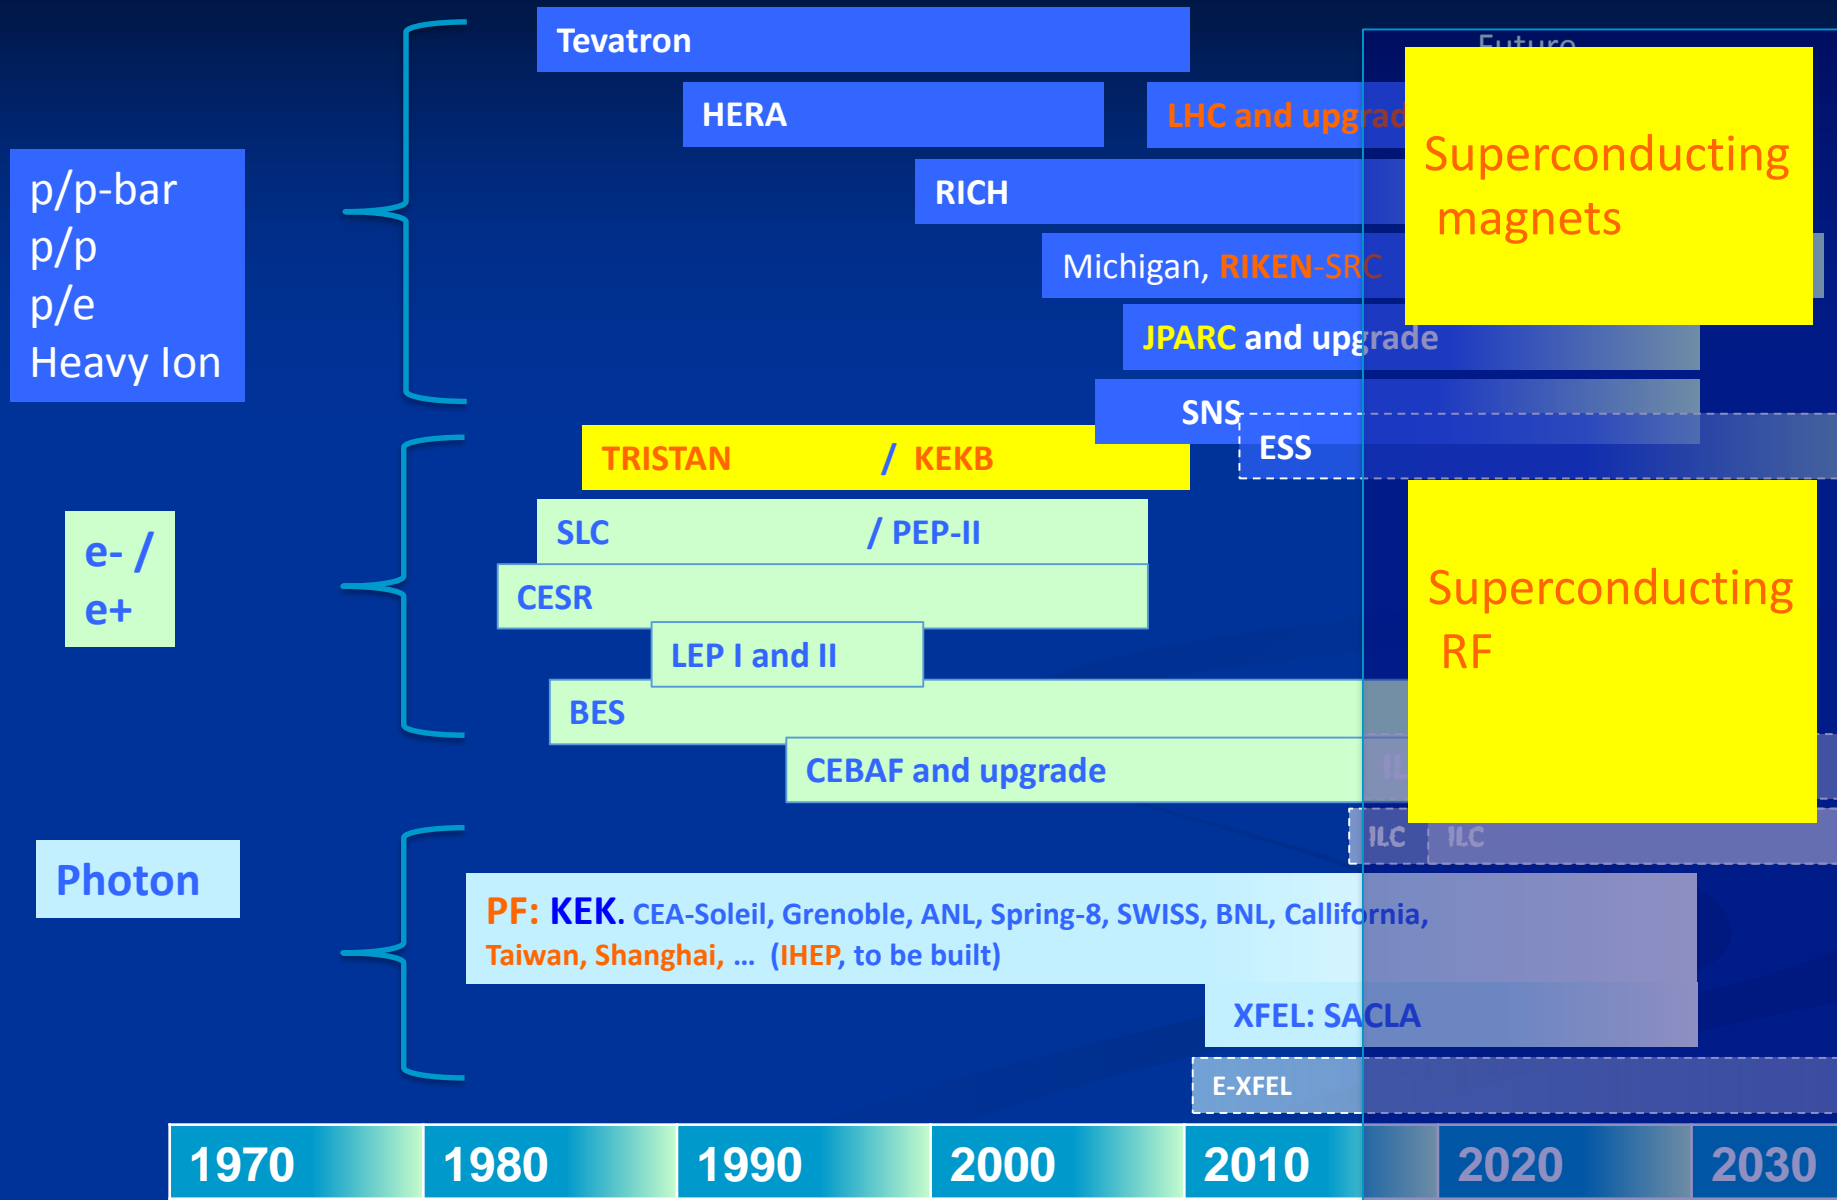 Tevatron
Future
HERA
LHC and upgrad
Superconducting
magnets
p/p-bar
p/p
p/e
Heavy Ion
RICH
Michigan, RIKEN-SRC
JPARC and upgrade
SNS
ESS
TRISTAN / KEKB
e- /
e+
SLC / PEP-II
CESR
Superconducting
RF
LEP I and II
BES
CEBAF and upgrade
ILC ILC
Photon
PF: KEK. CEA-Soleil, Grenoble, ANL, Spring-8, SWISS, BNL, Callifornia,
Taiwan, Shanghai, … (IHEP, to be built)
XFEL: SACLA
E-XFEL
1970 1980 1990 2000 2010 2020 2030